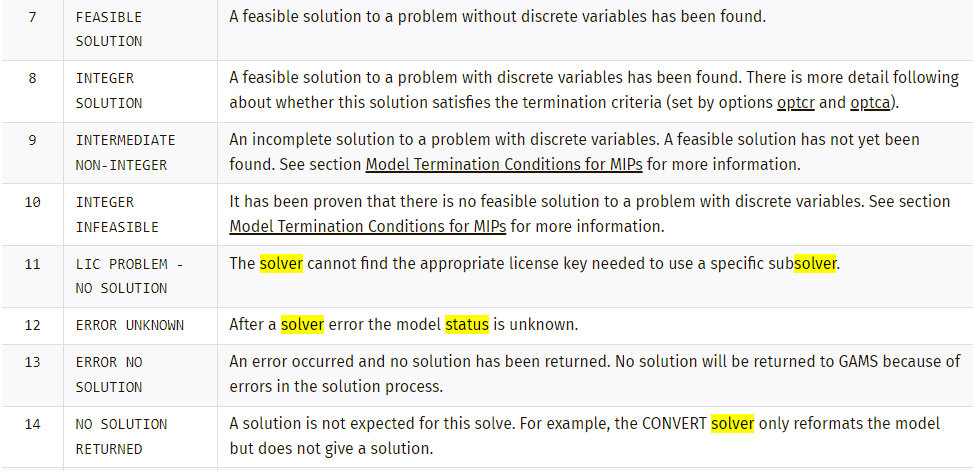 7 FEASIBLE A feasible solution to a problem without discrete variables has been found.
SOLUTION
8 INTEGER A feasible solution to a problem with discrete variables has been found. There is more detail following
SOLUTION about whether this solution satisfies the termination criteria (set by options optcr and optca).
9 INTERMEDIATE An incomplete solution to a problem with discrete variables. A feasible solution has not yet been
NON-INTEGER found. See section Model Termination Conditions for MIPs for more information.
10 INTEGER It has been proven that there is no feasible solution to a problem with discrete variables. See section
INFEASIBLE Model Termination Conditions for MIPs for more information.
11 LIC PROBLEM - The solver cannot find the appropriate license key needed to use a specific subsolver.
NO SOLUTION
12 ERROR UNKNOWN After a solver error the model status is unknown.
13 ERROR NO An error occurred and no solution has been returned. No solution will be returned to GAMS because of
SOLUTION errors in the solution process.
14 NO SOLUTION A solution is not expected for this solve. For example, the CONVERT solver only reformats the model
RETURNED but does not give a solution.